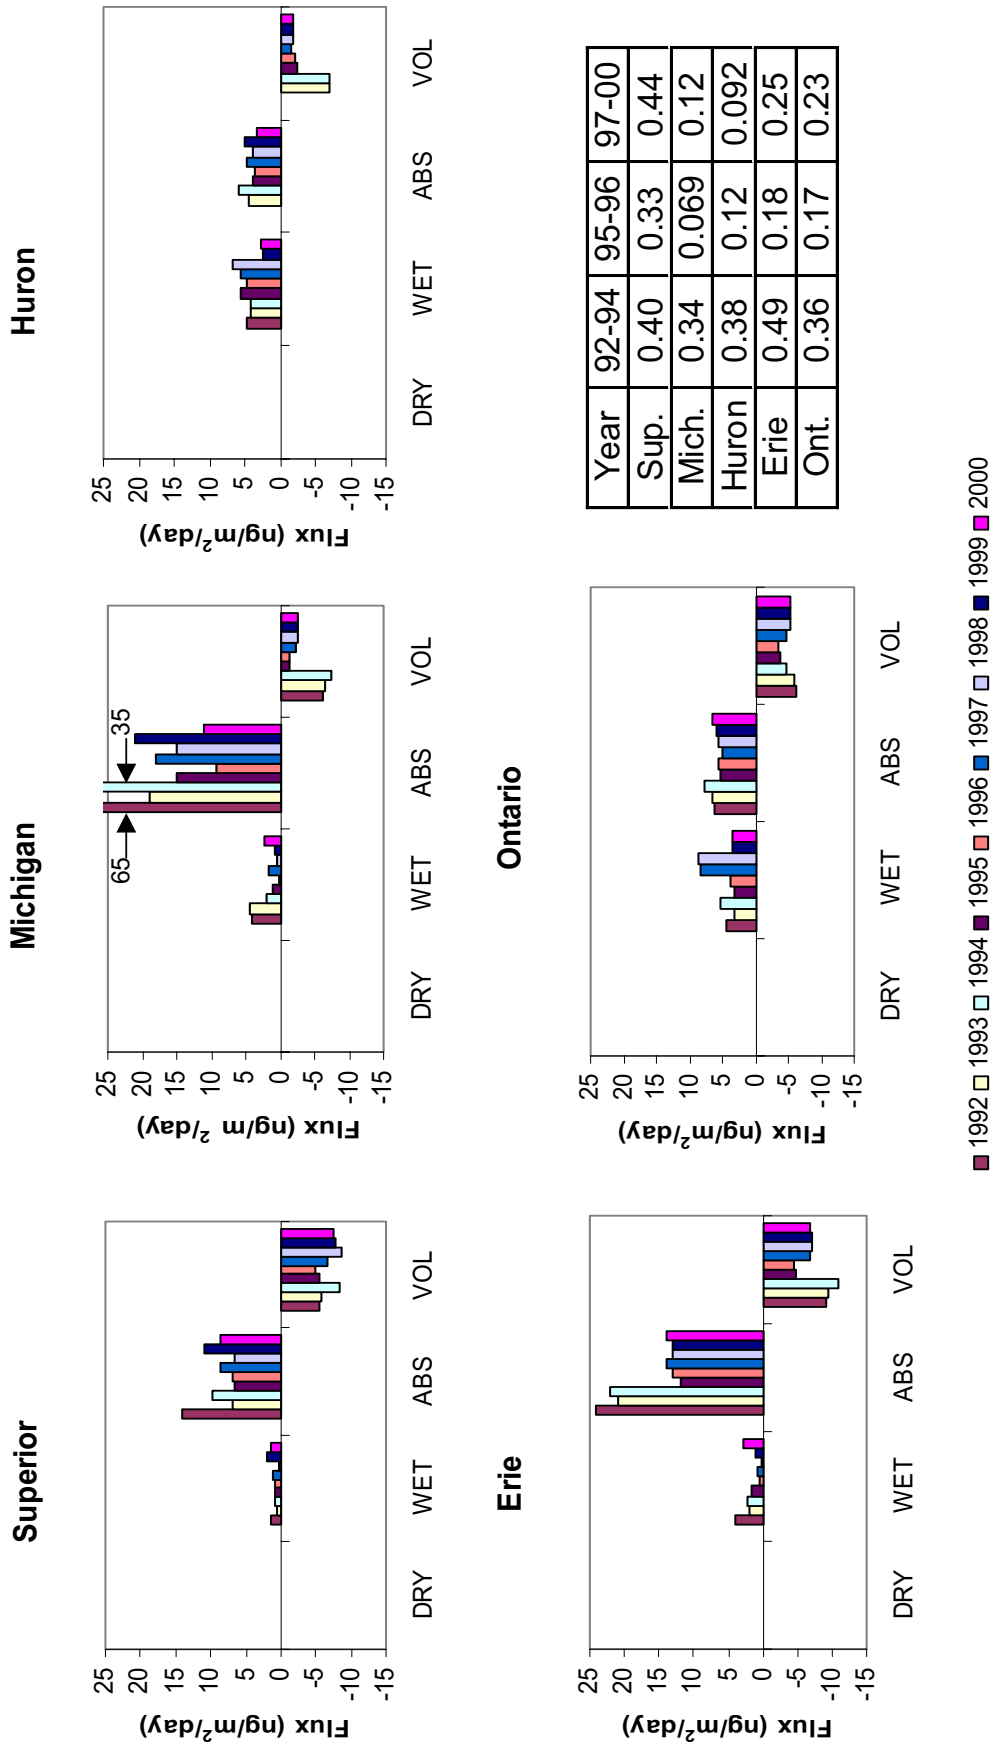 Superior
Flux (ng/m²/day)
25
20
15
10
5
0
-5
-10
-15
DRY WET ABS VOL
Michigan
Flux (ng/m ²/day)
25
20
15
10
5
0
-5
-10
-15
65
35
DRY WET ABS VOL
Huron
Flux (ng/m²/day)
25
20
15
10
5
0
-5
-10
-15
DRY WET ABS VOL
Erie
Flux (ng/m²/day)
25
20
15
10
5
0
-5
-10
-15
DRY WET ABS VOL
Ontario
Flux (ng/m²/day)
25
20
15
10
5
0
-5
-10
-15
DRY WET ABS VOL
Year 92-94 95-96 97-00
Sup. 0.40 0.33 0.44
Mich. 0.34 0.069 0.12
Huron 0.38 0.12 0.092
Erie 0.49 0.18 0.25
Ont. 0.36 0.17 0.23
1992 1993 1994 1995 1996 1997 1998 1999 2000